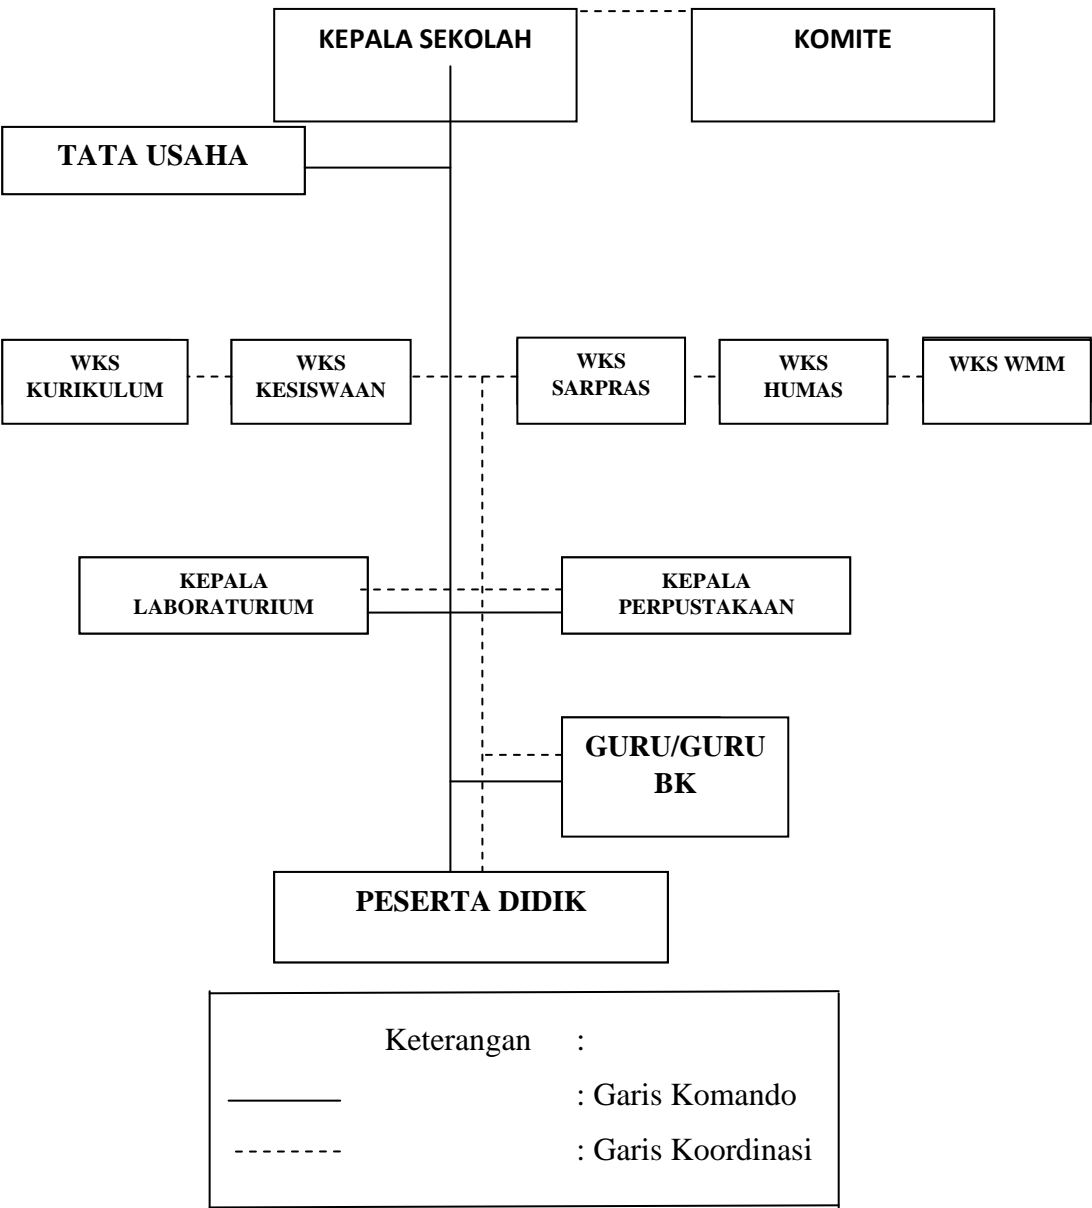 KEPALA SEKOLAH
KOMITE
TATA USAHA
WKS
KURIKULUM
WKS
KESISWAAN
WKS
SARPRAS
WKS
HUMAS
WKS WMM
KEPALA
LABORATURIUM
KEPALA
PERPUSTAKAAN
GURU/GURU
BK
PESERTA DIDIK
Keterangan :
: Garis Komando
: Garis Koordinasi